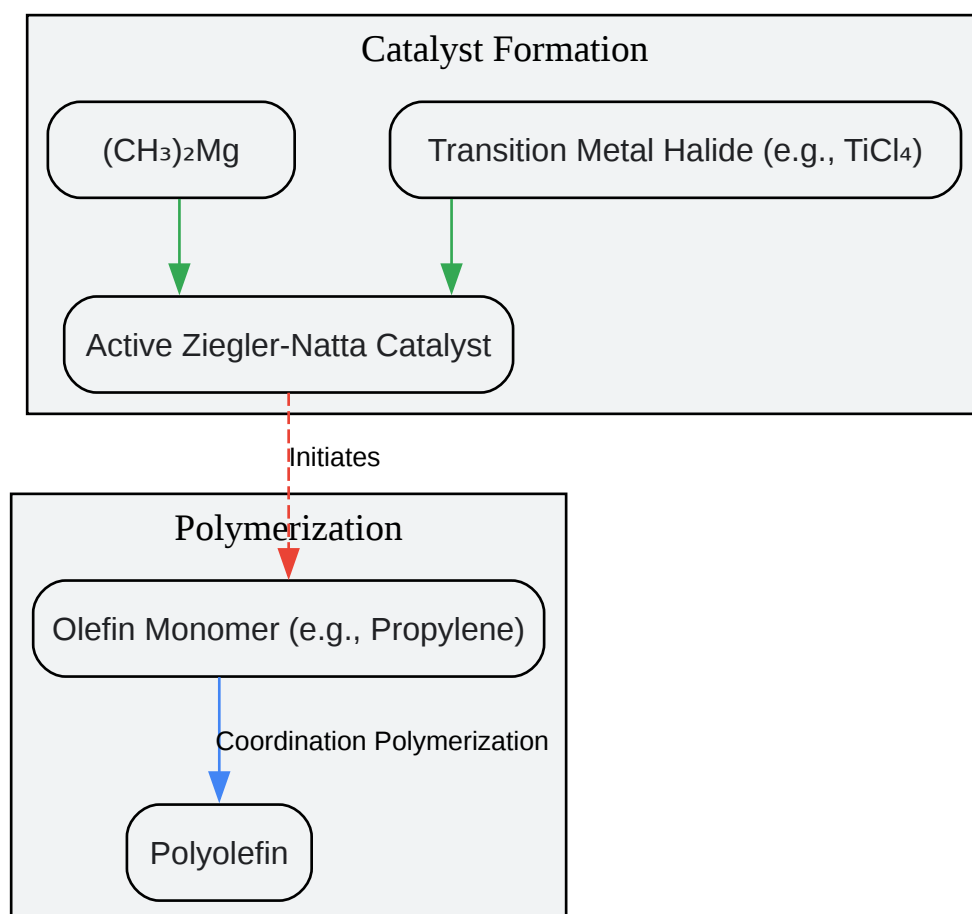 Catalyst Formation
(CH₃)₂Mg
Transition Metal Halide (e.g., TiCl₄)
Active Ziegler-Natta Catalyst
Initiates
Polymerization
Olefin Monomer (e.g., Propylene)
Coordination Polymerization
Polyolefin